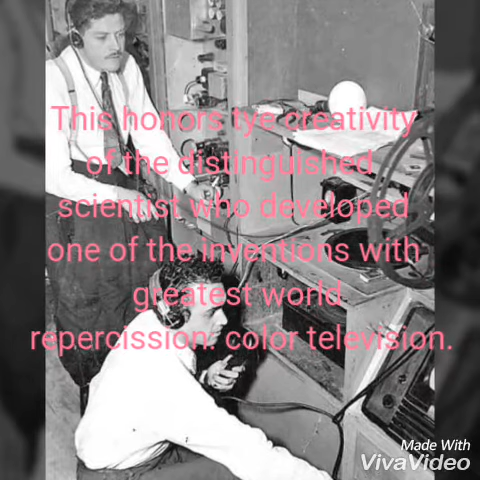 This honors tye creativity
of the distinguished
scientist who developed
one of the inventions with
greatest world
repercission: color television.
Made With
VivaVideo